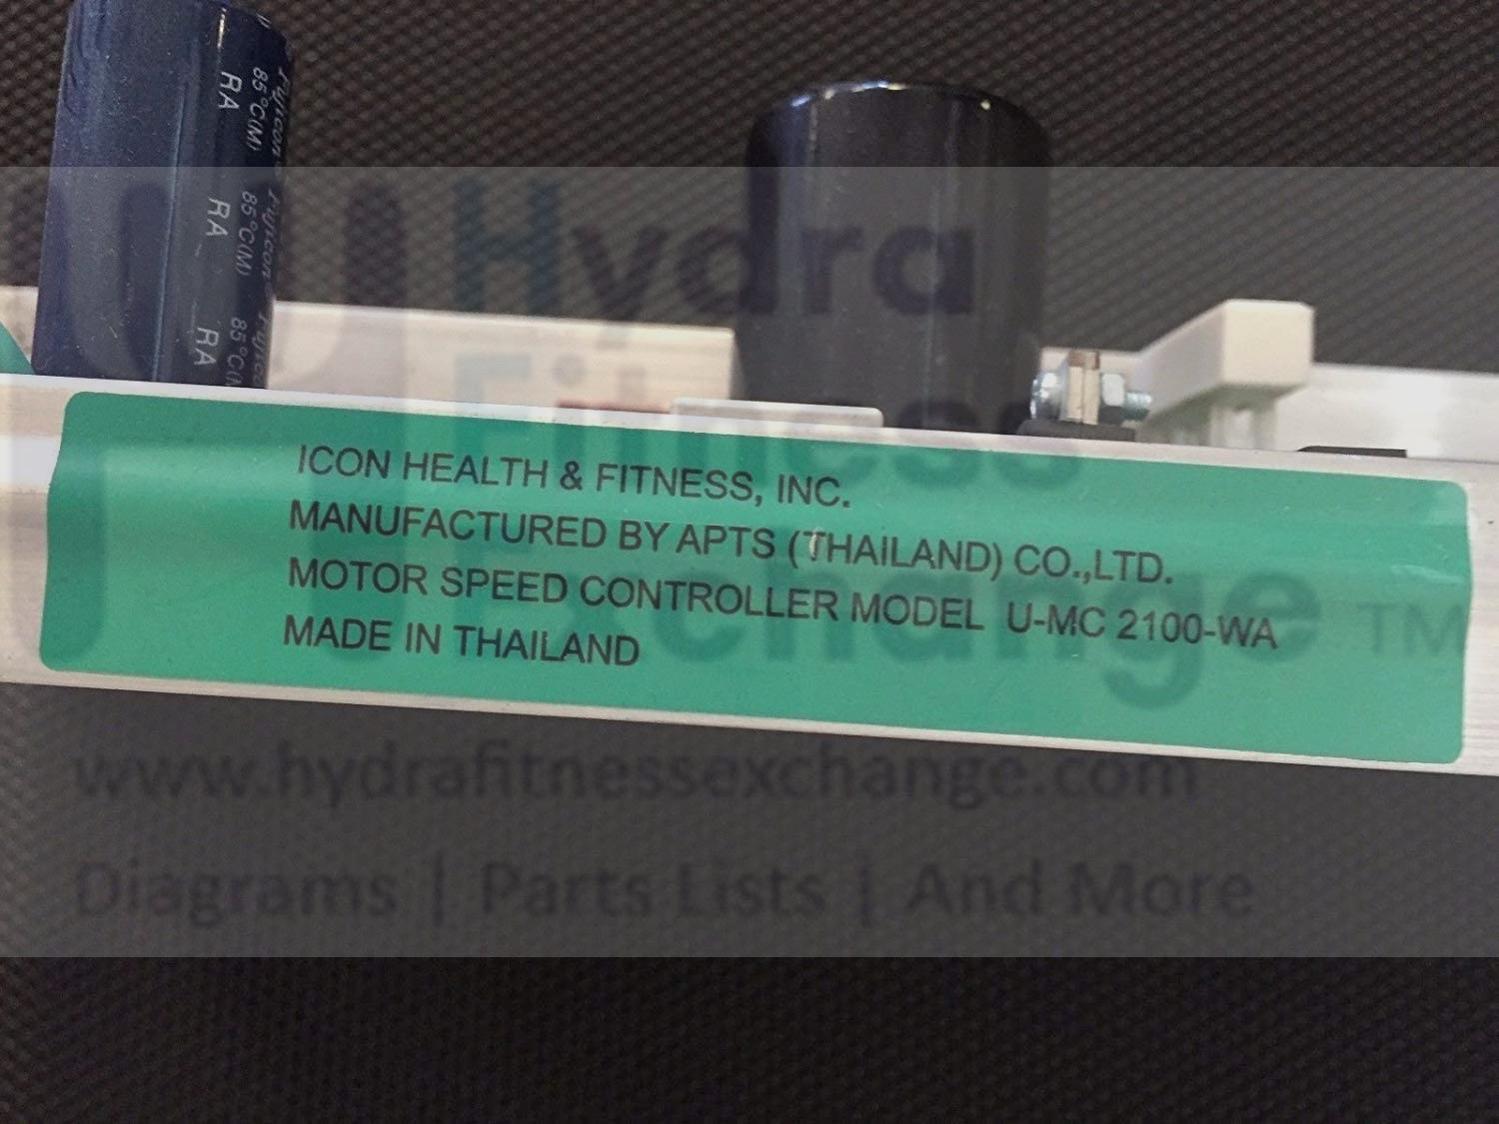 Fujicon
85°C(M)
RA
Fujicon
85°C(M)
RA
85°C(M
RA
Hydra
Fitness
Exchange TM
ICON HEALTH & FITNESS, INC.
MANUFACTURED BY APTS (THAILAND) CO.,LTD.
MOTOR SPEED CONTROLLER MODEL U-MC 2100-WA
MADE IN THAILAND
www.hydrafitnessexchange.com
Diagrams | Parts Lists | And More